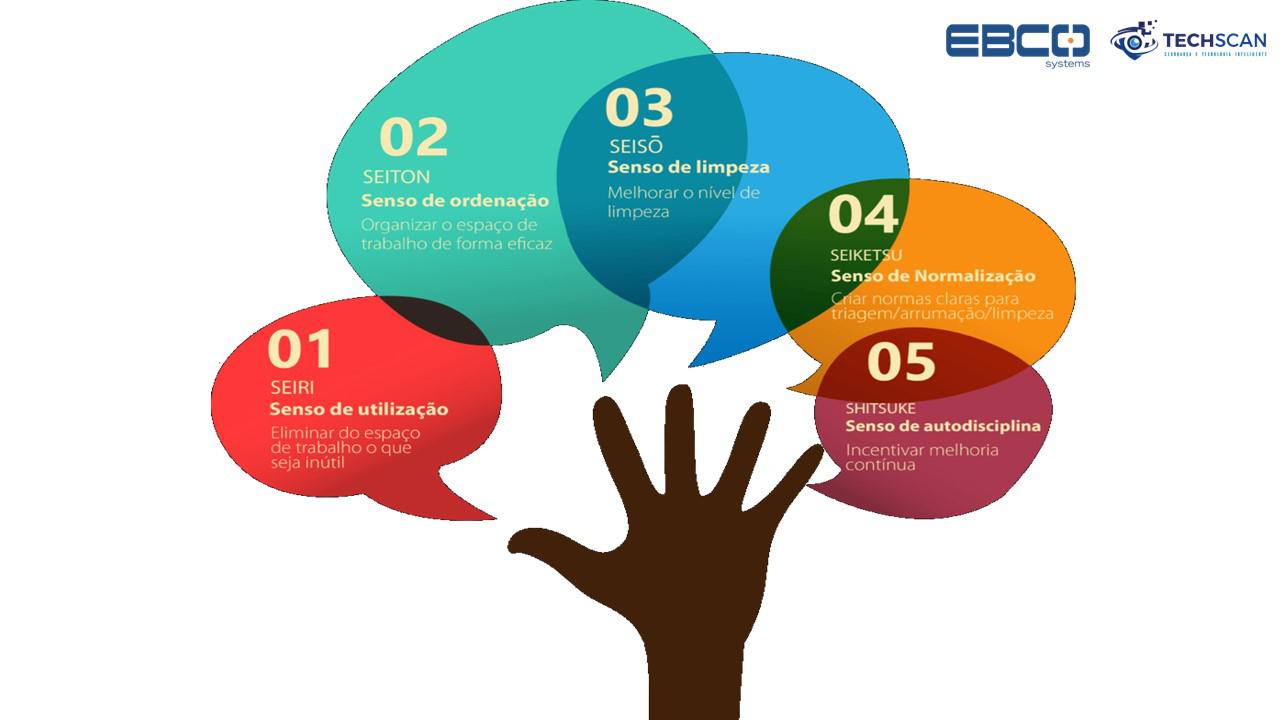 EBCO
systems
TECHSCAN
SEGURANÇA E TECNOLOGIA INTELIGENTE
02
SEITON
Senso de ordenação
Organizar o espaço de
trabalho de forma eficaz
03
SEISŌ
Senso de limpeza
Melhorar o nível de
limpeza
04
SEIKETSU
Senso de Normalização
Criar normas claras para
triagem/arrumação/limpeza
01
SEIRI
Senso de utilização
Eliminar do espaço
de trabalho o que
seja inútil
05
SHITSUKE
Senso de autodisciplina
Incentivar melhoria
contínua